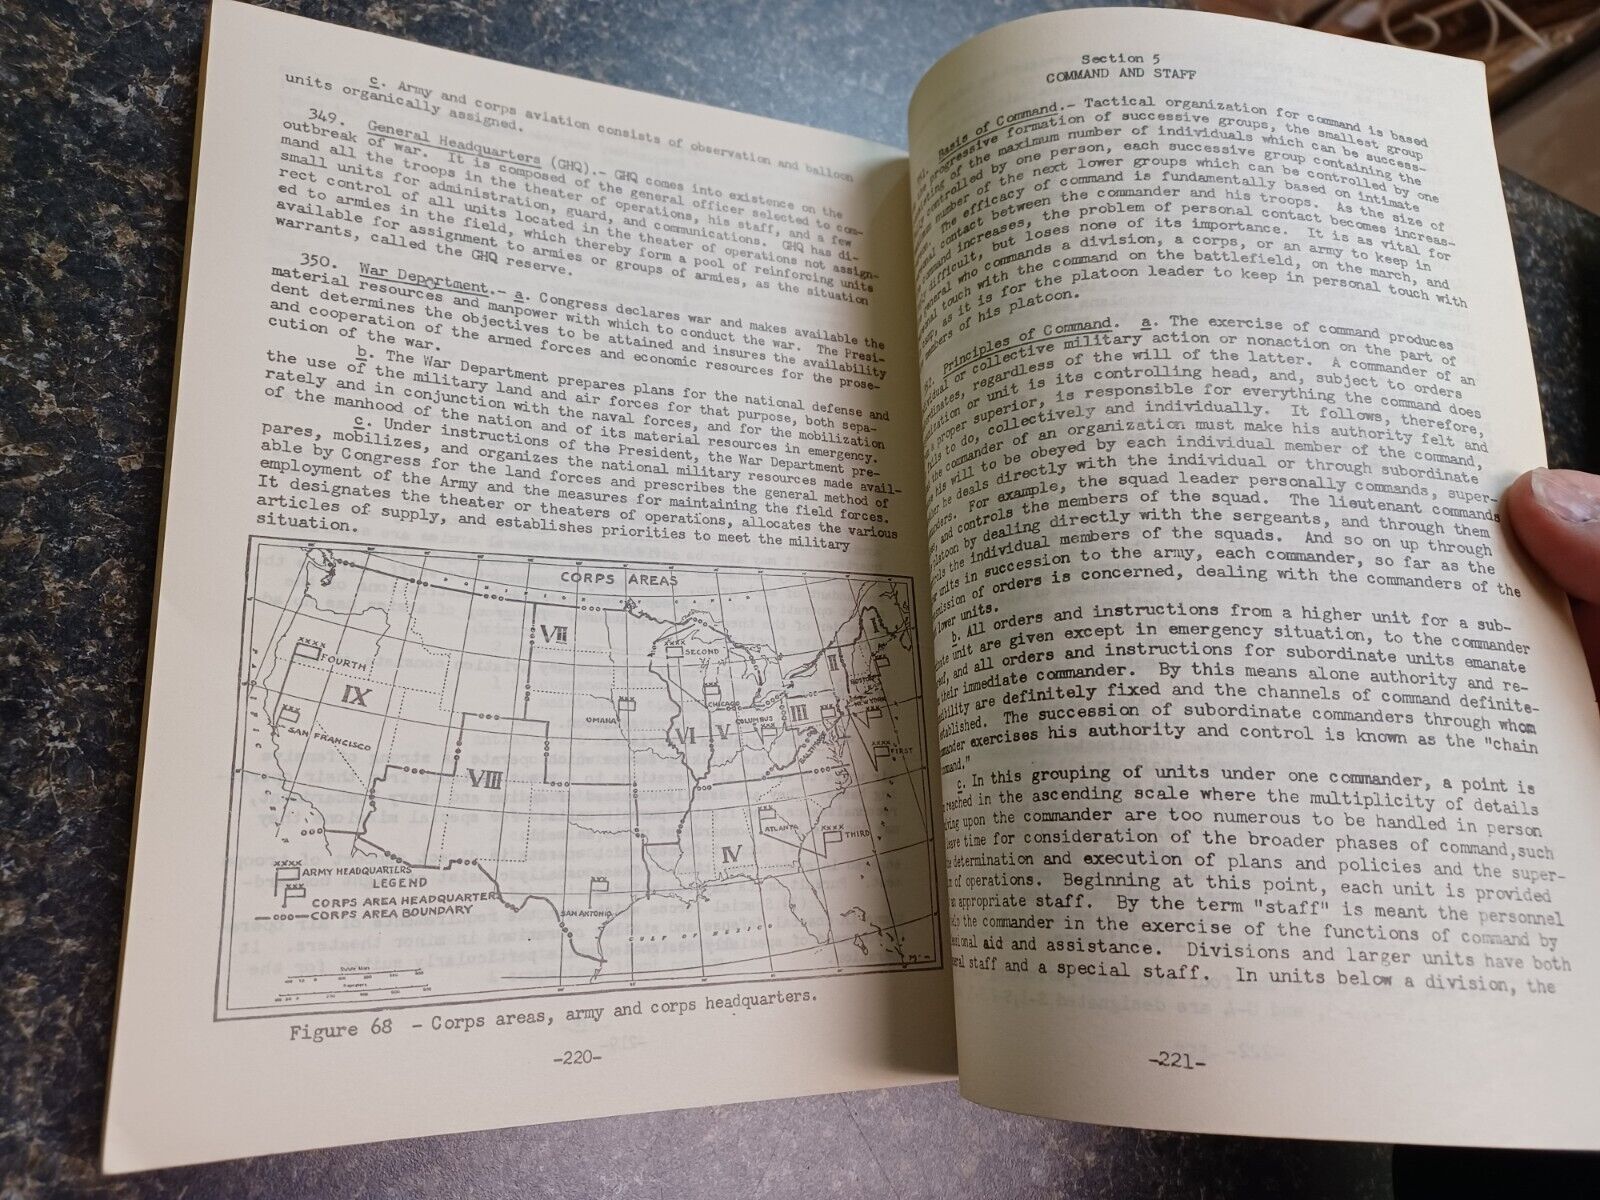 c. Army and corps aviation consists of observation and balloon
units organically assigned.
349. General Headquarters (GHQ).- GHQ comes into existence on the
outbreak of war. It is composed of the general officer selected to com-
mand all the troops in the theater of operations, his staff, and a few
small units for administration, guard, and communications. GHQ has di-
rect control of all units located in the theater of operations not assign-
ed to armies in the field, which thereby form a pool of reinforcing units
available for assignment to armies or groups of armies, as the situation
warrants, called the GHQ reserve.
350. War Department.- a. Congress declares war and makes available the
material resources and manpower with which to conduct the war. The Presi-
dent determines the objectives to be attained and insures the availability
and cooperation of the armed forces and economic resources for the prose-
cution of the war.
b. The War Department prepares plans for the national defense and
the use of the military land and air forces for that purpose, both sepa-
rately and in conjunction with the naval forces, and for the mobilization
of the manhood of the nation and of its material resources in emergency.
c. Under instructions of the President, the War Department pre-
pares, mobilizes, and organizes the national military resources made avail-
able by Congress for the land forces and prescribes the general method of
employment of the Army and the measures for maintaining the field forces.
It designates the theater or theaters of operations, allocates the various
articles of supply, and establishes priorities to meet the military
situation.
CORPS AREAS
I
VII
XXXX
SECOND
II
XXXX
FOURTH
BOSTON
IX
XXX
CHICAGO
NEW YORK
XXX
OMAHA
COLUMBUS
III
XXX
SAN FRANCISCO
VI
V
BALTIMORE
XXXX
FIRST
VIII
ATLANTA
XXXX
THIRD
IV
XXXX
ARMY HEADQUARTERS
LEGEND
XXX
CORPS AREA HEADQUARTERS
CORPS AREA BOUNDARY
XXX
SAN ANTONIO
GULF OF MEXICO
Statute Miles
Kilometers
Figure 68 - Corps areas, army and corps headquarters.
-220-
Section 5
COMMAND AND STAFF
Basis of Command.- Tactical organization for command is based
progressive formation of successive groups, the smallest group
of the maximum number of individuals which can be success-
controlled by one person, each successive group containing the
number of the next lower groups which can be controlled by one
The efficacy of command is fundamentally based on intimate
contact between the commander and his troops. As the size of
command increases, the problem of personal contact becomes increas-
difficult, but loses none of its importance. It is as vital for
general who commands a division, a corps, or an army to keep in
touch with the command on the battlefield, on the march, and
as it is for the platoon leader to keep in personal touch with
members of his platoon.
Principles of Command. a. The exercise of command produces
or collective military action or nonaction on the part of
regardless of the will of the latter. A commander of an
or unit is its controlling head, and, subject to orders
proper superior, is responsible for everything the command does
to do, collectively and individually. It follows, therefore,
the commander of an organization must make his authority felt and
his will to be obeyed by each individual member of the command,
he deals directly with the individual or through subordinate
For example, the squad leader personally commands, super-
and controls the members of the squad. The lieutenant commands
platoon by dealing directly with the sergeants, and through them
the individual members of the squads. And so on up through
units in succession to the army, each commander, so far as the
of orders is concerned, dealing with the commanders of the
lower units.
b. All orders and instructions from a higher unit for a sub-
unit are given except in emergency situation, to the commander
and all orders and instructions for subordinate units emanate
their immediate commander. By this means alone authority and re-
are definitely fixed and the channels of command definite-
established. The succession of subordinate commanders through whom
exercises his authority and control is known as the "chain
c. In this grouping of units under one commander, a point is
reached in the ascending scale where the multiplicity of details
upon the commander are too numerous to be handled in person
time for consideration of the broader phases of command, such
determination and execution of plans and policies and the super-
of operations. Beginning at this point, each unit is provided
appropriate staff. By the term "staff" is meant the personnel
the commander in the exercise of the functions of command by
aid and assistance. Divisions and larger units have both
staff and a special staff. In units below a division, the
-221-